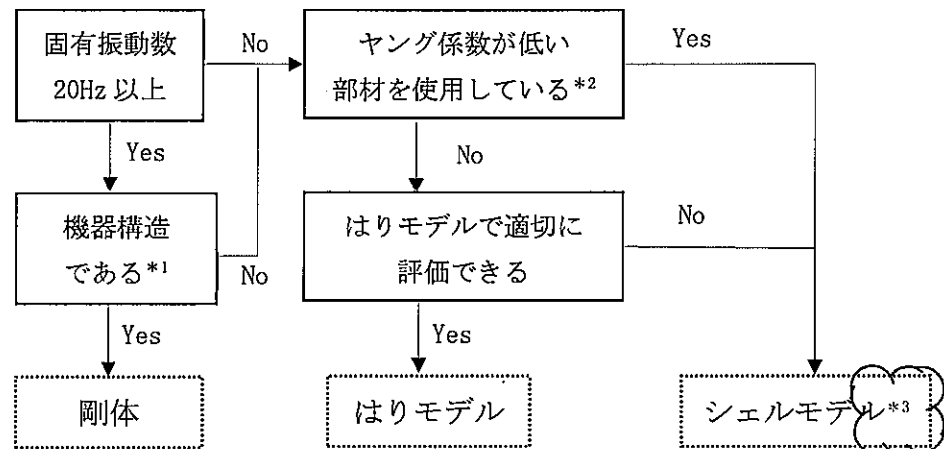 固有振動数
20Hz 以上
No
ヤング係数が低い
部材を使用している*2
Yes
Yes
No
機器構造
である*1
No
はりモデルで適切に
評価できる
No
Yes
Yes
剛体
はりモデル
シェルモデル*3